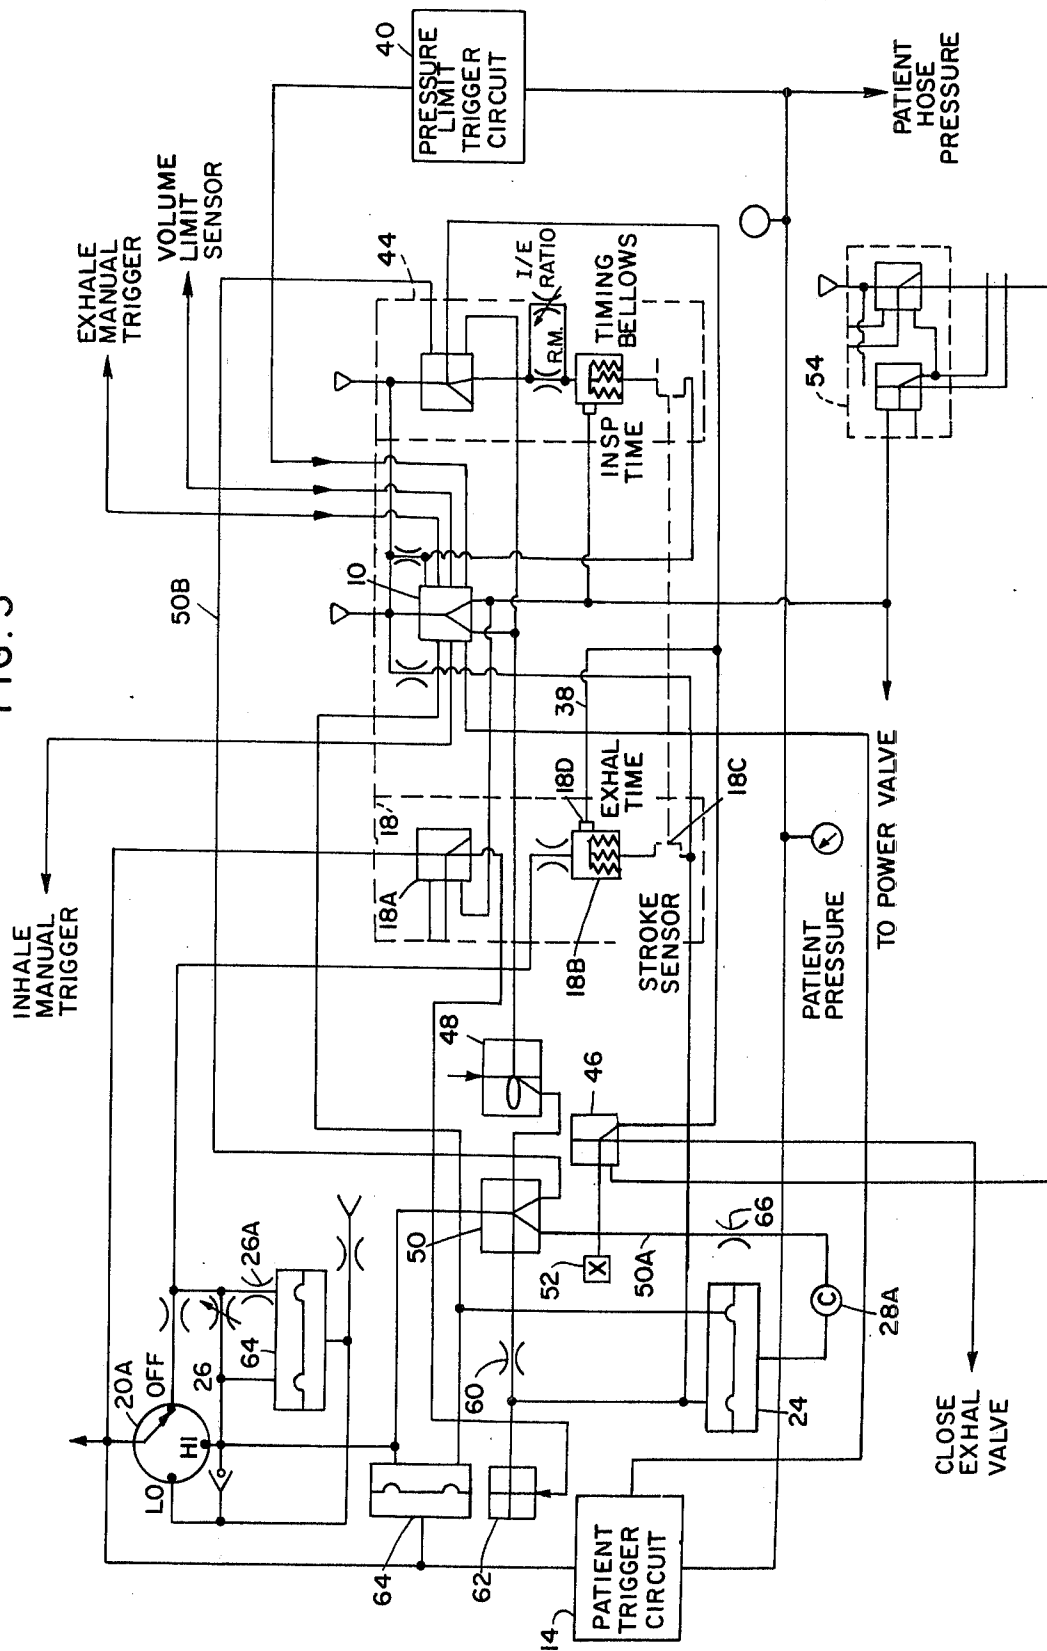 FIG. 3
40
PRESSURE
LIMIT
TRIGGER
CIRCUIT
PATIENT
HOSE
PRESSURE
EXHALE
MANUAL
TRIGGER
VOLUME
LIMIT
SENSOR
44
I/E
RATIO
R.M.
TIMING
BELLOWS
INSP
TIME
54
50B
10
38
INHALE
MANUAL
TRIGGER
18
18A
18D
EXHAL
TIME
18C
18B
STROKE
SENSOR
TO POWER VALVE
PATIENT
PRESSURE
48
46
50
52
X
50A
66
C
28A
24
60
62
64
20A
OFF
LO
HI
26
26A
64
CLOSE
EXHAL
VALVE
14
PATIENT
TRIGGER
CIRCUIT